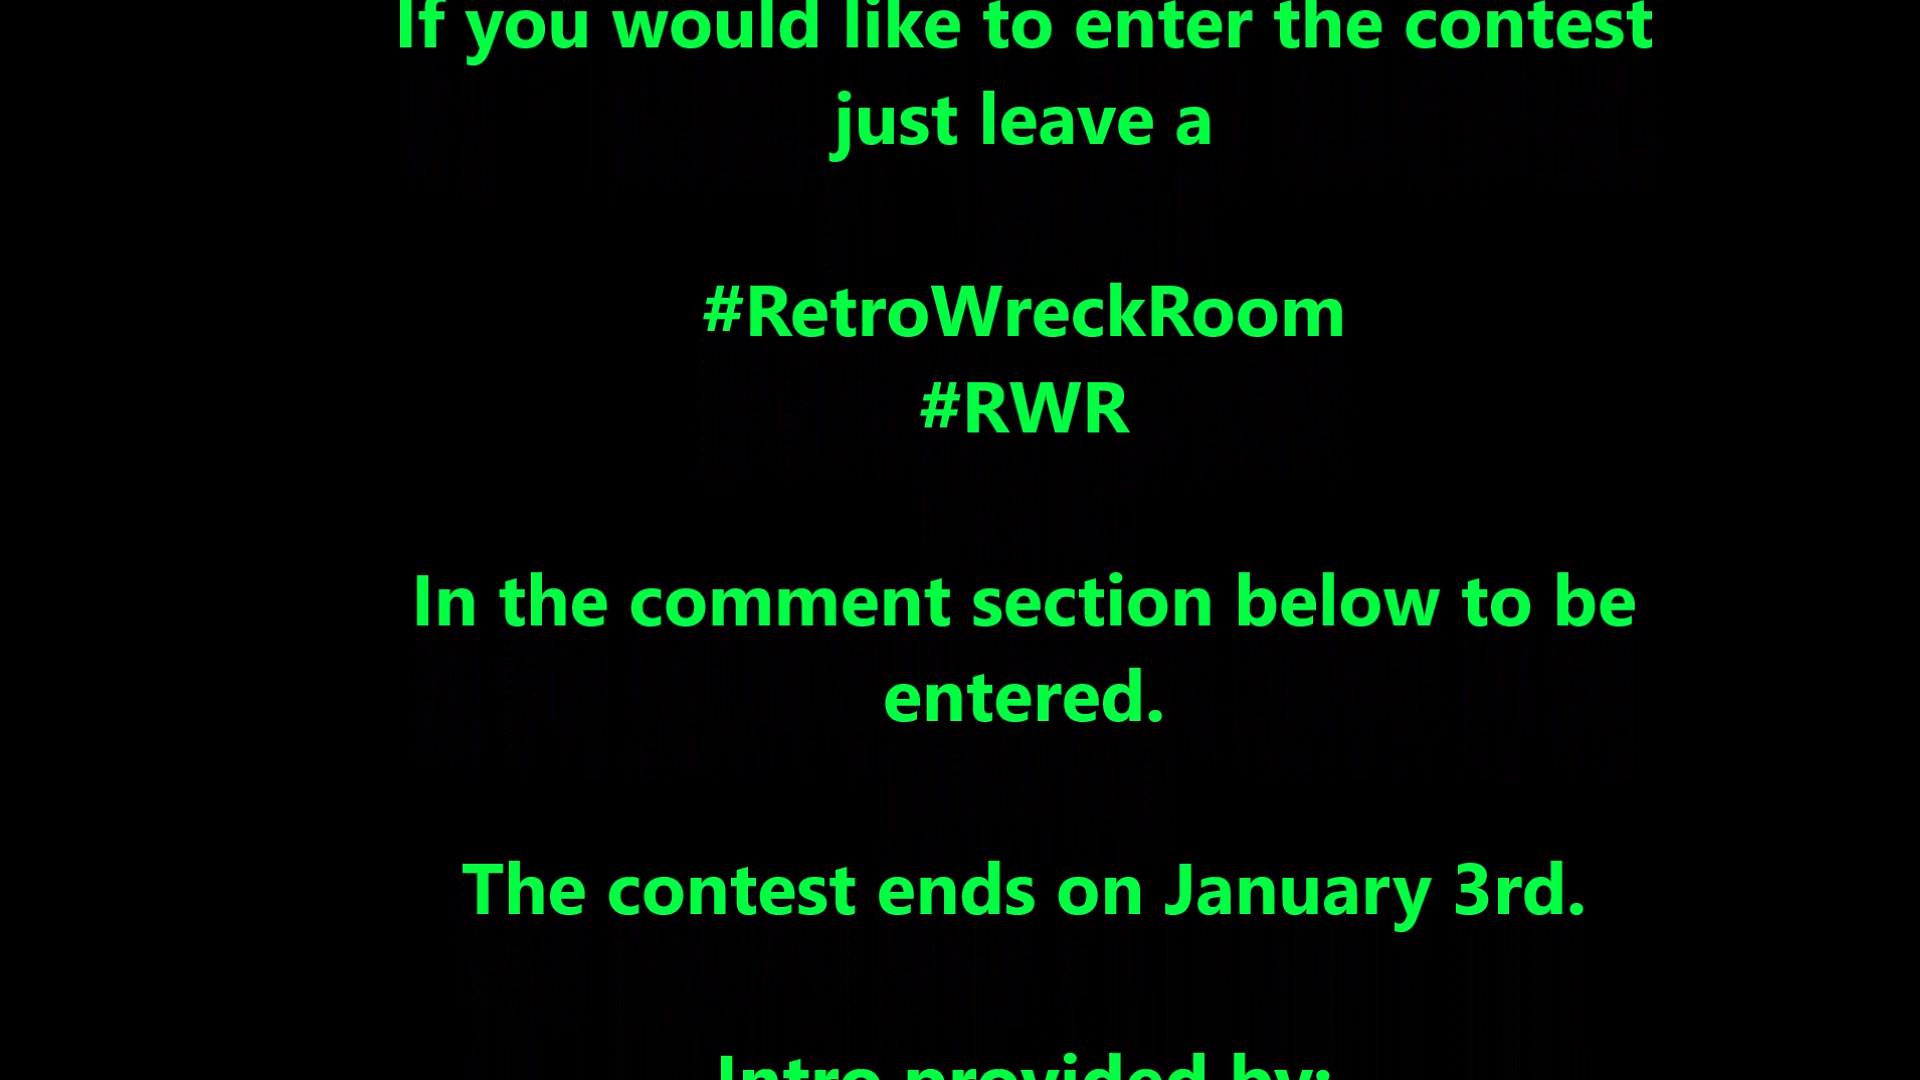 If you would like to enter the contest
just leave a
#RetroWreckRoom
#RWR
In the comment section below to be
entered.
The contest ends on January 3rd.
Intro provided by: